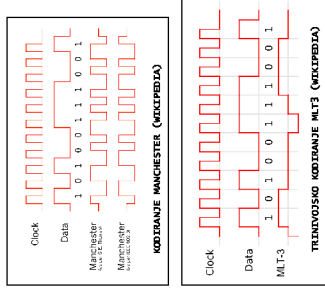 Clock
Data
1 0 1 0 0 1 1 1 0 0 1
Manchester
Manchester
KODIRANJE MANCHESTER (WIKIPEDIA)
Clock
Data
1 0 1 0 0 1 1 1 0 0 1
MLT-3
TRINIVOJSKO KODIRANJE MLT3 (WIKIPEDIA)